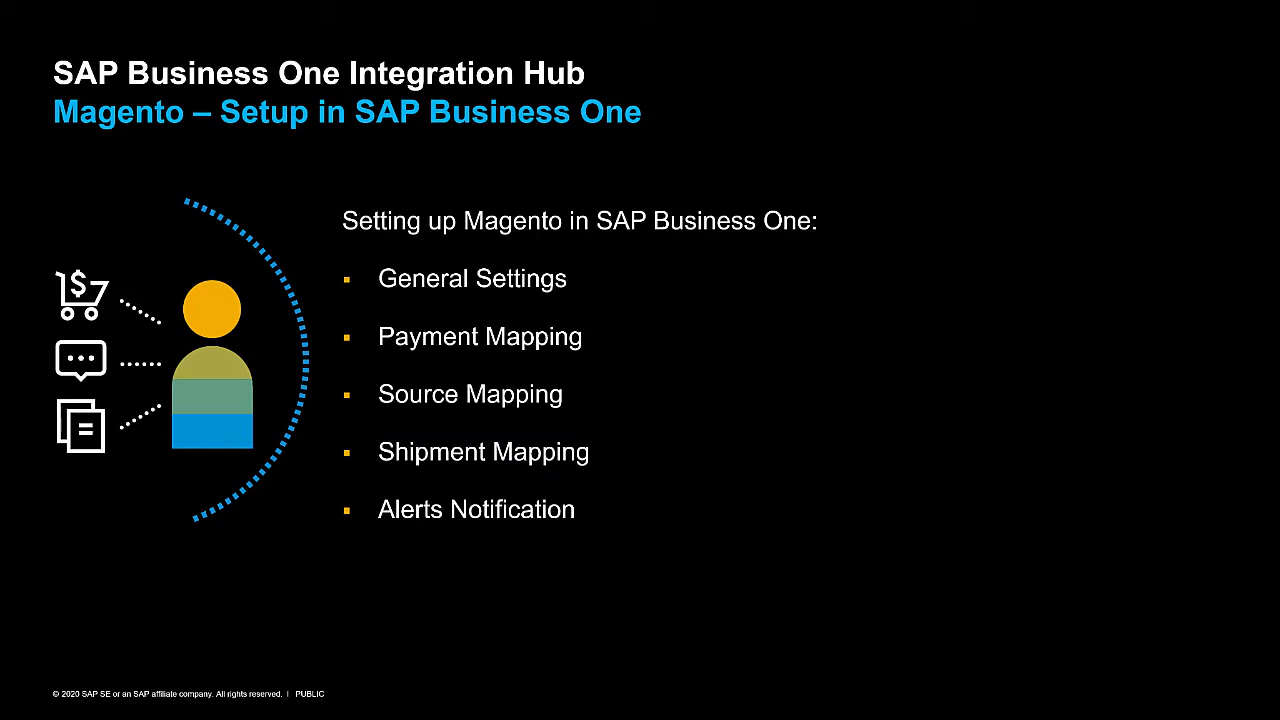 SAP Business One Integration Hub
Magento – Setup in SAP Business One
Setting up Magento in SAP Business One:
▪ General Settings
▪ Payment Mapping
▪ Source Mapping
▪ Shipment Mapping
▪ Alerts Notification
© 2020 SAP SE or an SAP affiliate company. All rights reserved. | PUBLIC